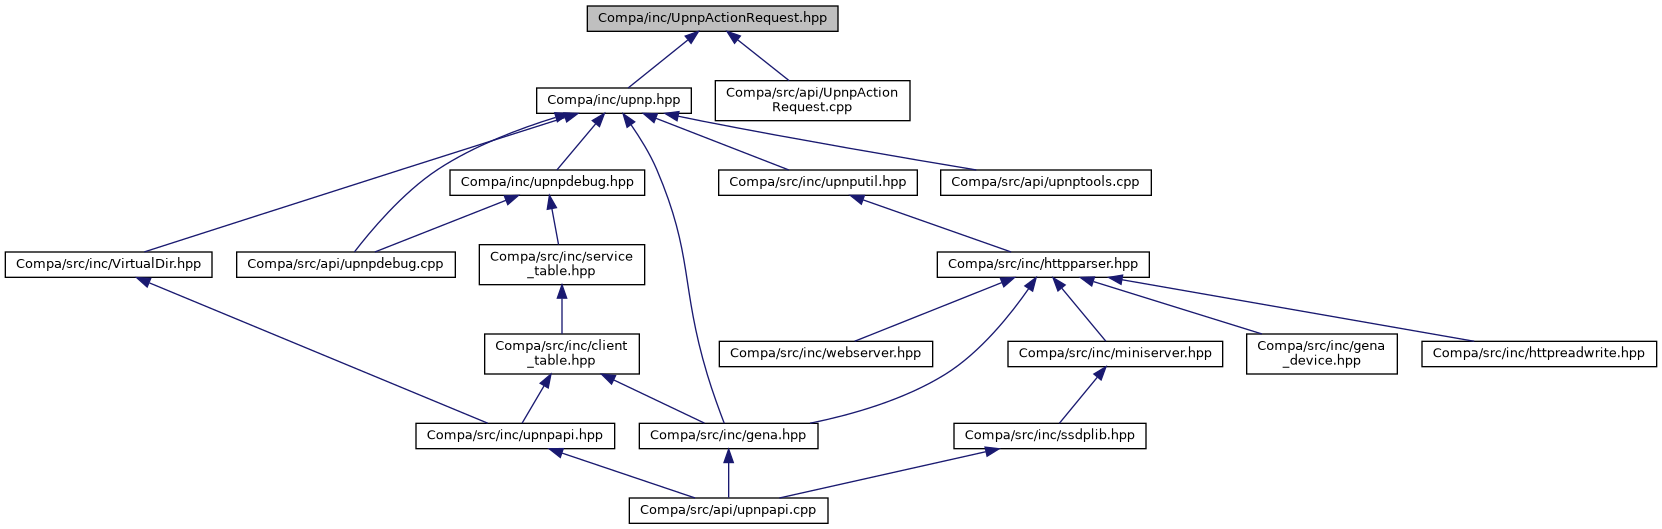 Compa/inc/UpnpActionRequest.hpp
Compa/inc/upnp.hpp
Compa/src/api/UpnpAction
Request.cpp
Compa/inc/upnpdebug.hpp
Compa/src/inc/upnputil.hpp
Compa/src/api/upnptools.cpp
Compa/src/inc/VirtualDir.hpp
Compa/src/api/upnpdebug.cpp
Compa/src/inc/service
_table.hpp
Compa/src/inc/httpparser.hpp
Compa/src/inc/client
_table.hpp
Compa/src/inc/webserver.hpp
Compa/src/inc/miniserver.hpp
Compa/src/inc/gena
_device.hpp
Compa/src/inc/httpreadwrite.hpp
Compa/src/inc/upnpapi.hpp
Compa/src/inc/gena.hpp
Compa/src/inc/ssdplib.hpp
Compa/src/api/upnpapi.cpp